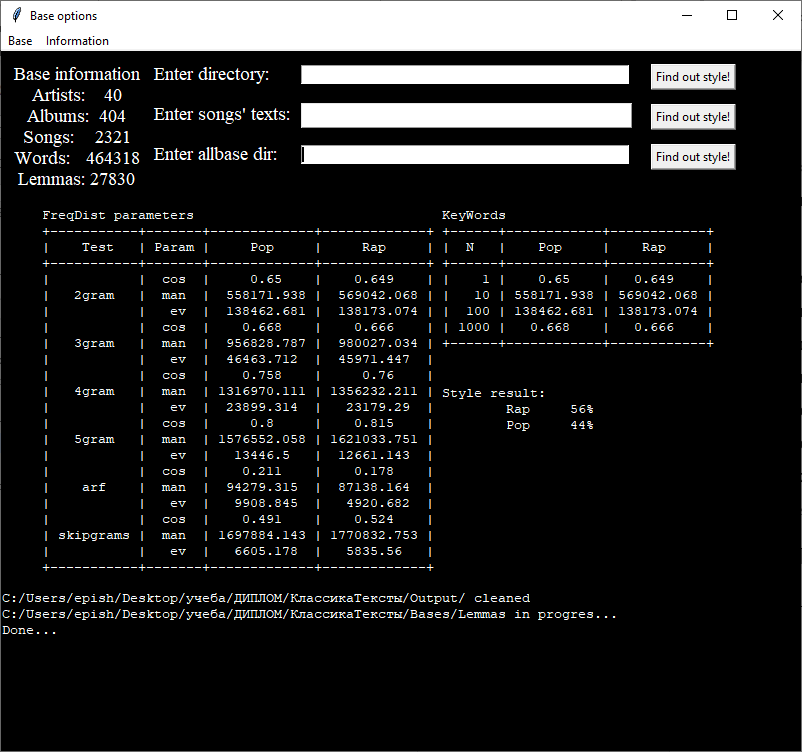 Base options
Base Information
Base information
Artists: 40
Albums: 404
Songs: 2321
Words: 464318
Lemmas: 27830
Enter directory: Find out style!
Enter songs' texts: Find out style!
Enter allbase dir: Find out style!
FreqDist parameters
+-----------+-------+-------------+-------------+
| Test | Param | Pop | Rap |
+-----------+-------+-------------+-------------+
| | cos | 0.65 | 0.649 |
| 2gram | man | 558171.938 | 569042.068 |
| | ev | 138462.681 | 138173.074 |
| | cos | 0.668 | 0.666 |
| 3gram | man | 956828.787 | 980027.034 |
| | ev | 46463.712 | 45971.447 |
| | cos | 0.758 | 0.76 |
| 4gram | man | 1316970.111 | 1356232.211 |
| | ev | 23899.314 | 23179.29 |
| | cos | 0.8 | 0.815 |
| 5gram | man | 1576552.058 | 1621033.751 |
| | ev | 13446.5 | 12661.143 |
| | cos | 0.211 | 0.178 |
| arf | man | 94279.315 | 87138.164 |
| | ev | 9908.845 | 4920.682 |
| | cos | 0.491 | 0.524 |
| skipgrams | man | 1697884.143 | 1770832.753 |
| | ev | 6605.178 | 5835.56 |
+-----------+-------+-------------+-------------+
KeyWords
+------+------------+------------+
| N | Pop | Rap |
+------+------------+------------+
| 1 | 0.65 | 0.649 |
| 10 | 558171.938 | 569042.068 |
| 100 | 138462.681 | 138173.074 |
| 1000 | 0.668 | 0.666 |
+------+------------+------------+
Style result:
Rap 56%
Pop 44%
C:/Users/epish/Desktop/учеба/ДИПЛОМ/КлассикаТексты/Output/ cleaned
C:/Users/epish/Desktop/учеба/ДИПЛОМ/КлассикаТексты/Bases/Lemmas in progres...
Done...